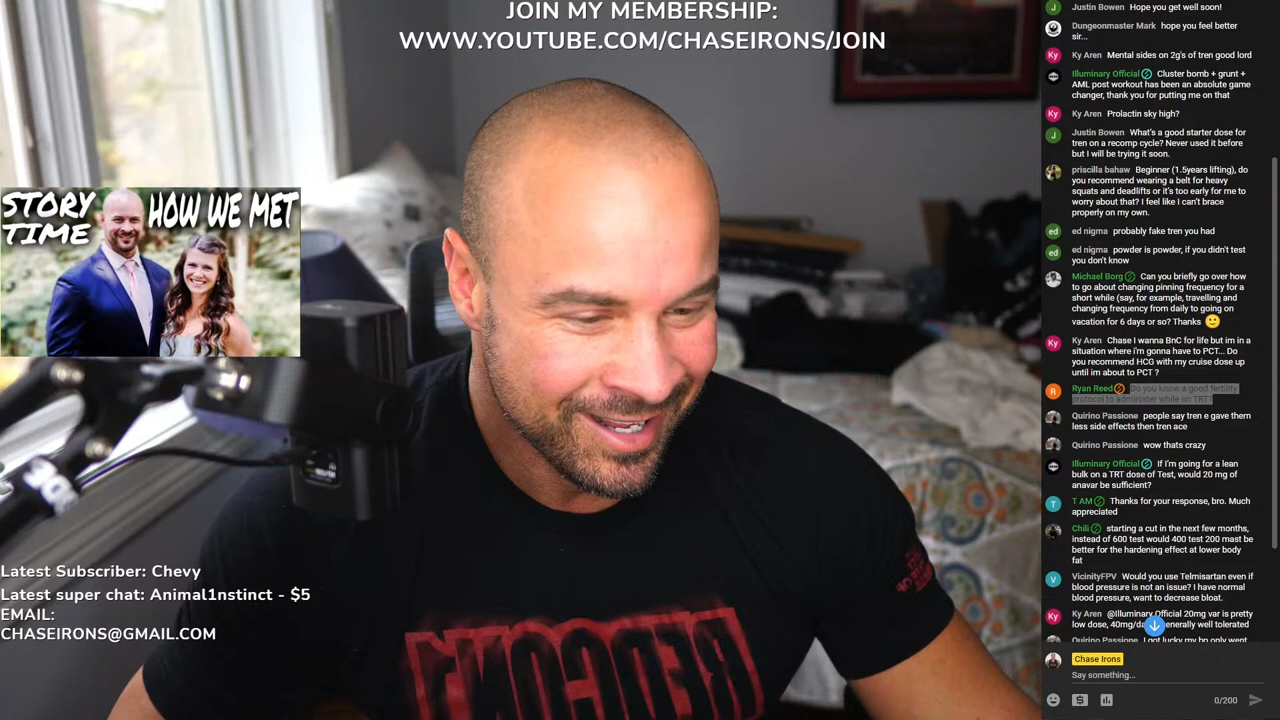 JOIN MY MEMBERSHIP:
WWW.YOUTUBE.COM/CHASEIRONS/JOIN
STORY
TIME
HOW WE MET
Latest Subscriber: Chevy
Latest super chat: Animal1nstinct - $5
EMAIL:
CHASEIRONS@GMAIL.COM
REDCON1
J Justin Bowen Hope you get well soon!
Dungeonmaster Mark hope you feel better
sir...
Ky Ky Aren Mental sides on 2g's of tren good lord
Illuminary Official Cluster bomb + grunt +
AML post workout has been an absolute game
changer, thank you for putting me on that
Ky Ky Aren Prolactin sky high?
J Justin Bowen What's a good starter dose for
tren on a recomp cycle? Never used it before
but I will be trying it soon.
priscilla bahaw Beginner (1.5years lifting), do
you recommend wearing a belt for heavy
squats and deadlifts or it's too early for me to
worry about that? I feel like I can't brace
properly on my own.
ed ed nigma probably fake tren you had
ed ed nigma powder is powder, if you didn't test
you don't know
Michael Borg Can you briefly go over how
to go about changing pinning frequency for a
short while (say, for example, travelling and
changing frequency from daily to going on
vacation for 6 days or so? Thanks 🙂
Ky Ky Aren Chase I wanna BnC for life but im in a
situation where i'm gonna have to PCT... Do
you recommend HCG with my cruise dose up
until im about to PCT ?
R Ryan Reed Do you know a good fertility
protocol to administer while on TRT?
Quirino Passione people say tren e gave them
less side effects then tren ace
Quirino Passione wow thats crazy
Illuminary Official If I'm going for a lean
bulk on a TRT dose of Test, would 20 mg of
anavar be sufficient?
T T AM Thanks for your response, bro. Much
appreciated
Chili starting a cut in the next few months,
instead of 600 test would 400 test 200 mast be
better for the hardening effect at lower body
fat
V VicinityFPV Would you use Telmisartan even if
blood pressure is not an issue? I have normal
blood pressure, want to decrease bloat.
Ky Ky Aren @Illuminary Official 20mg var is pretty
low dose, 40mg/da enerally well tolerated
Quirino Passione I got lucky my bp only went
Chase Irons
Say something...
0/200